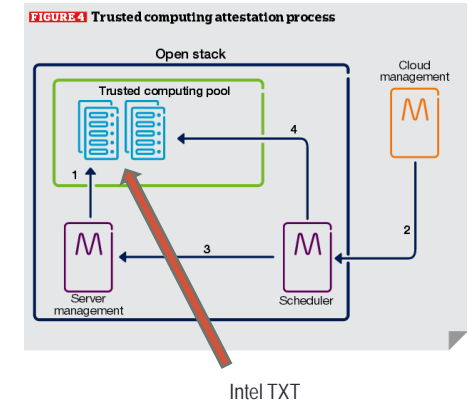 FIGURE 4 Trusted computing attestation process
Open stack
Cloud
management
Trusted computing pool
4
1
2
3
Server
management
Scheduler
Intel TXT